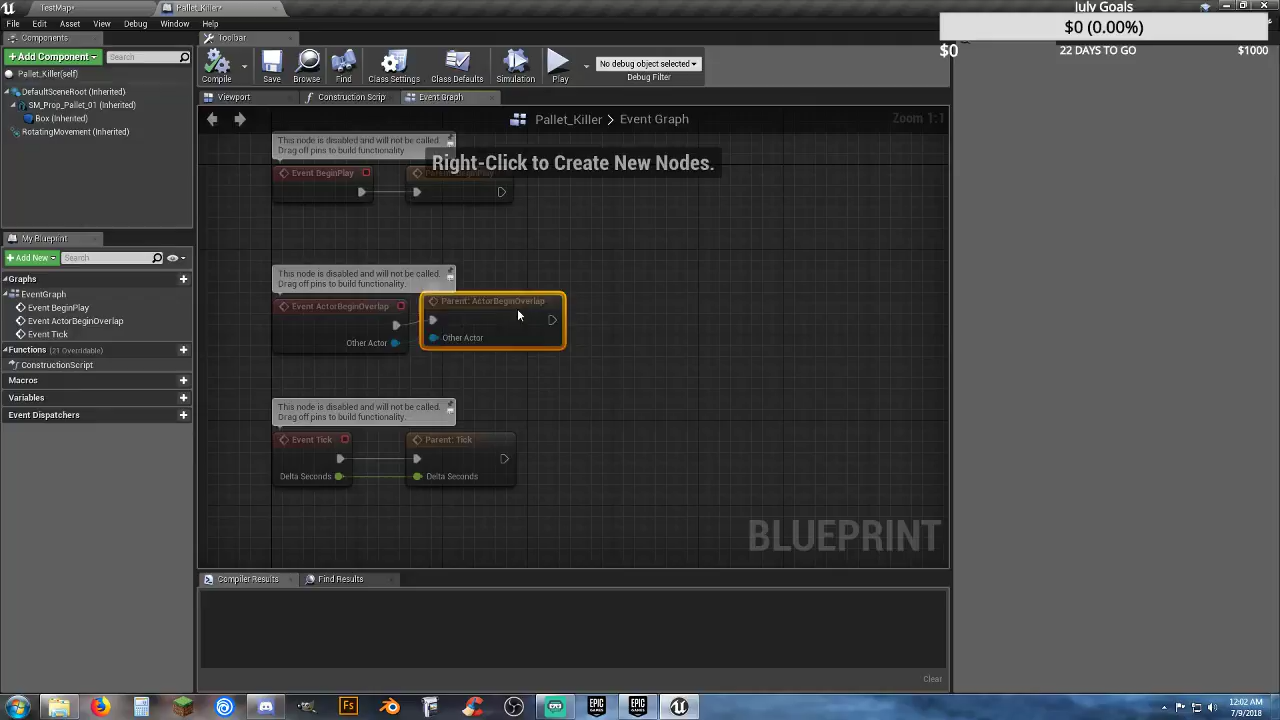 TestMap*
Pallet_Killer*
July Goals
$0 (0.00%)
$0
22 DAYS TO GO
$1000
File Edit Asset View Debug Window Help
Components
Toolbar
+ Add Component
Search
Pallet_Killer(self)
DefaultSceneRoot (Inherited)
SM_Prop_Pallet_01 (Inherited)
Box (Inherited)
RotatingMovement (Inherited)
Compile
Save
Browse
Find
Class Settings
Class Defaults
Simulation
Play
No debug object selected
Debug Filter
Viewport
Construction Scrip
Event Graph
Pallet_Killer > Event Graph
Zoom 1:1
Right-Click to Create New Nodes.
This node is disabled and will not be called.
Drag off pins to build functionality.
Event BeginPlay
This node is disabled and will not be called.
Drag off pins to build functionality.
Event ActorBeginOverlap
Other Actor
Parent: ActorBeginOverlap
Other Actor
This node is disabled and will not be called.
Drag off pins to build functionality.
Event Tick
Delta Seconds
Parent: Tick
Delta Seconds
BLUEPRINT
My Blueprint
+ Add New
Search
Graphs
EventGraph
Event BeginPlay
Event ActorBeginOverlap
Event Tick
Functions (21 Overridable)
ConstructionScript
Macros
Variables
Event Dispatchers
Compiler Results
Find Results
Clear
Fs
EPIC
GAMES
EPIC
GAMES
12:02 AM
7/9/2018